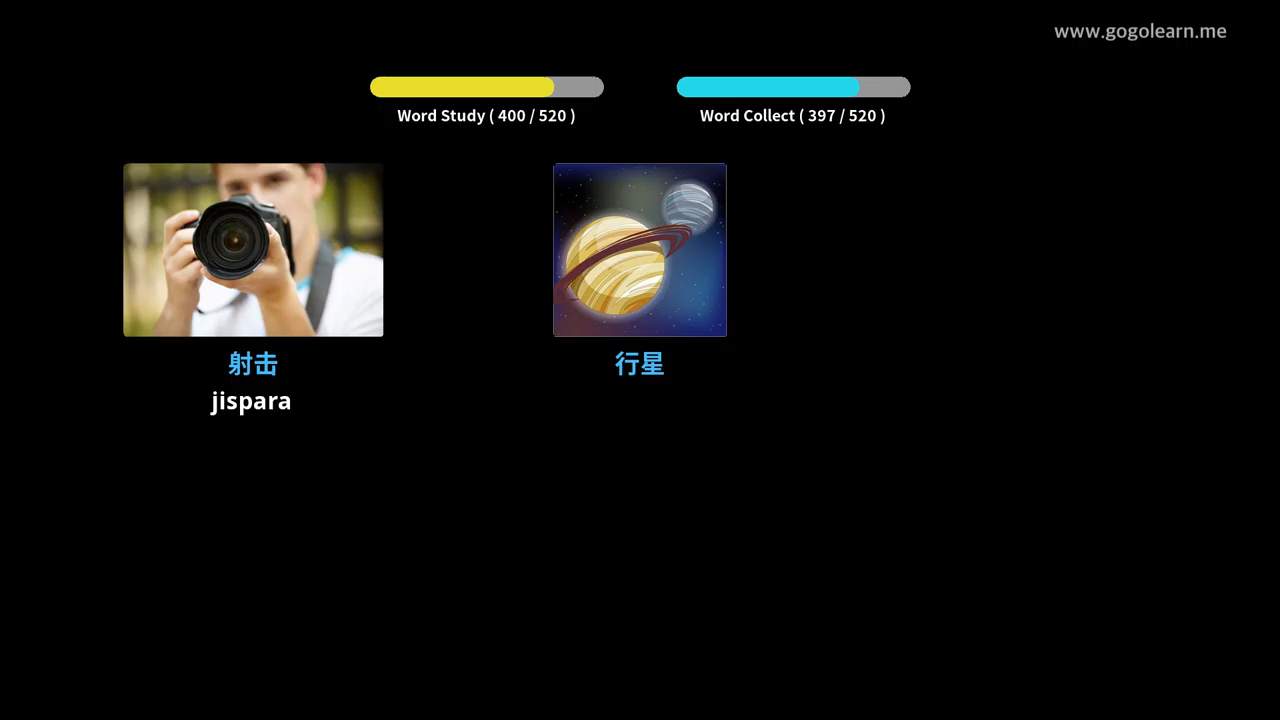 www.gogolearn.me
Word Study ( 400 / 520 )
Word Collect ( 397 / 520 )
射击
jispara
行星